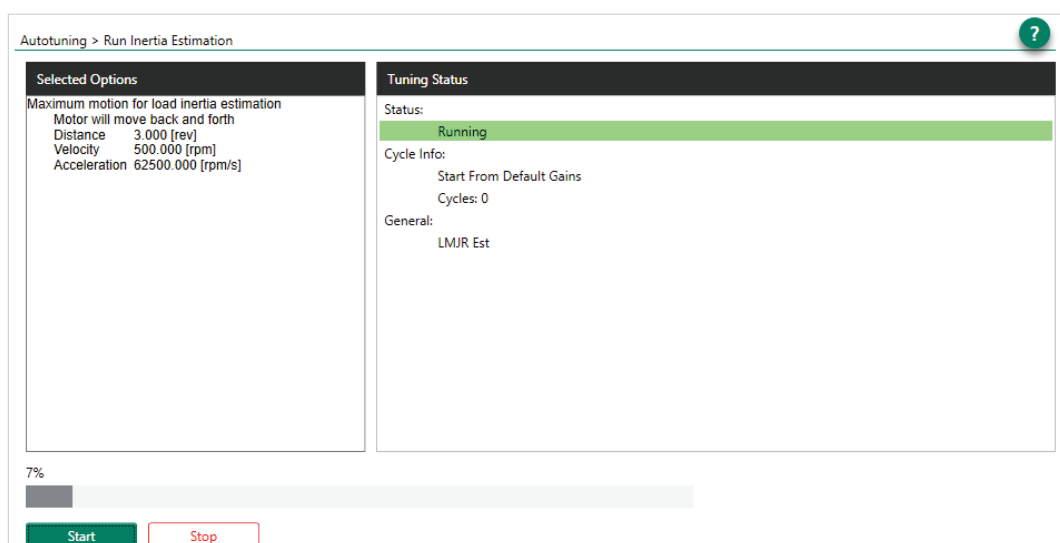 Autotuning > Run Inertia Estimation
?
Selected Options
Maximum motion for load inertia estimation
Motor will move back and forth
Distance 3.000 [rev]
Velocity 500.000 [rpm]
Acceleration 62500.000 [rpm/s]
Tuning Status
Status:
Running
Cycle Info:
Start From Default Gains
Cycles: 0
General:
LMJR Est
7%
Start
Stop